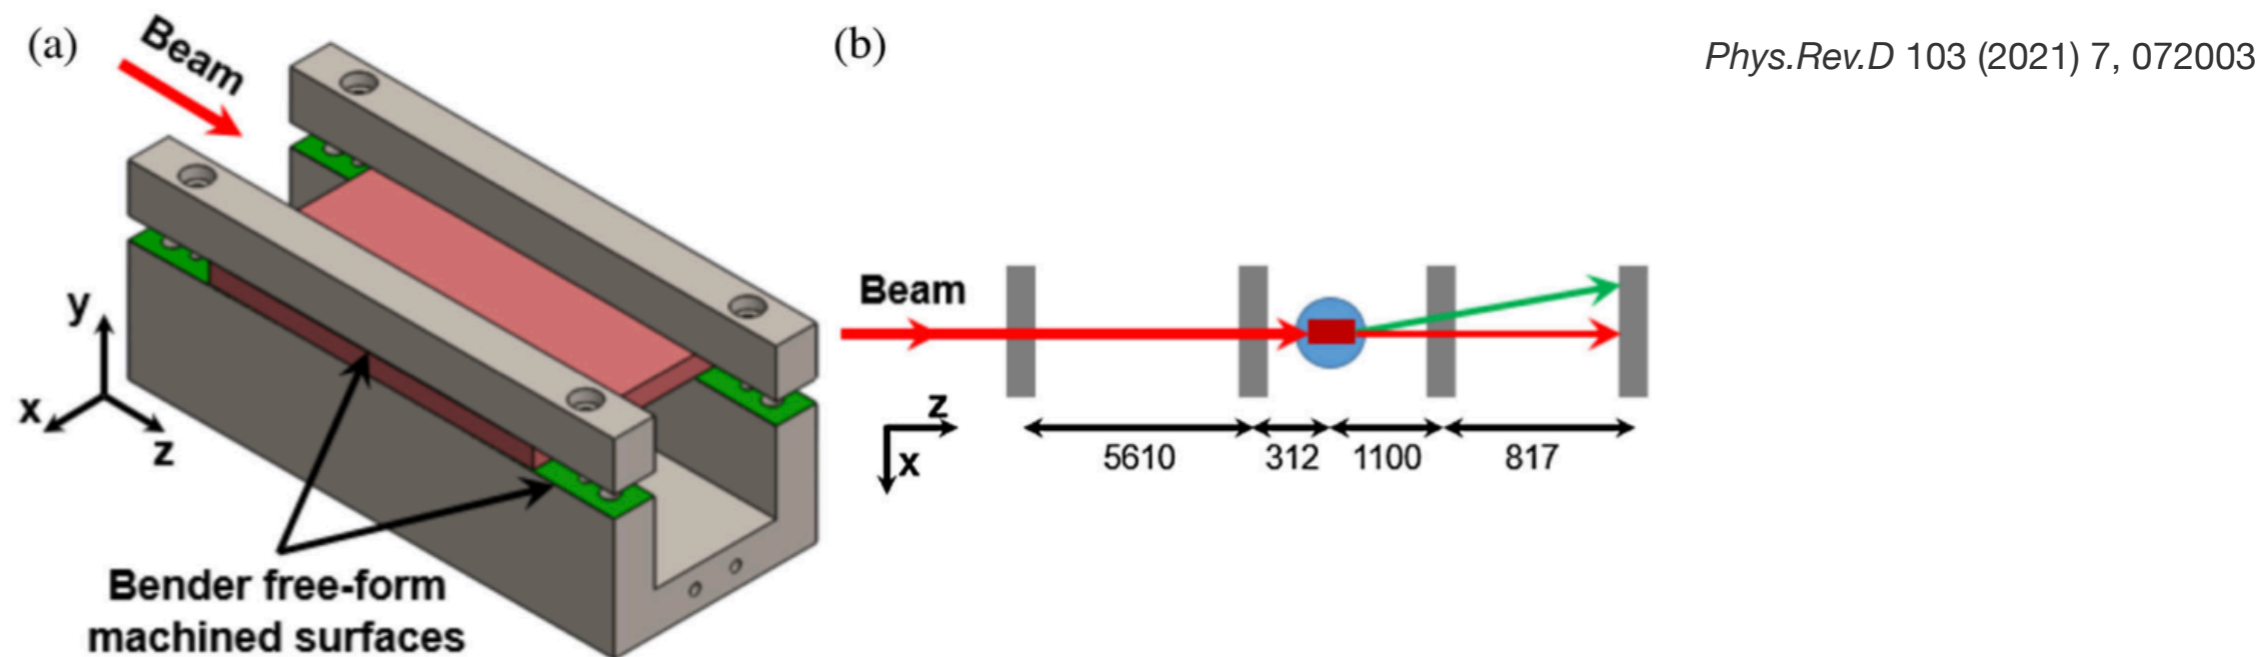 (a)
Beam
y
x
z
Bender free-form
machined surfaces
(b)
Beam
z
x
5610
312
1100
817
Phys.Rev.D 103 (2021) 7, 072003